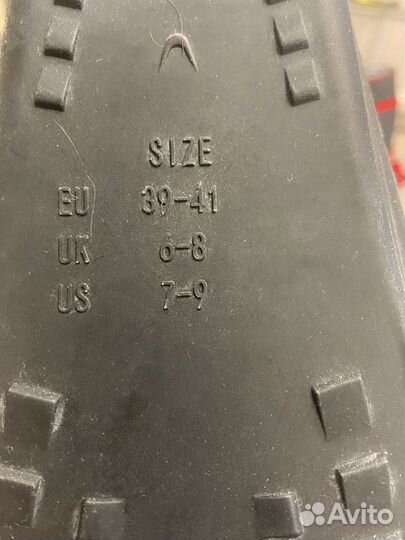 SIZE
EU 39-41
UK 6-8
US 7-9
Avito